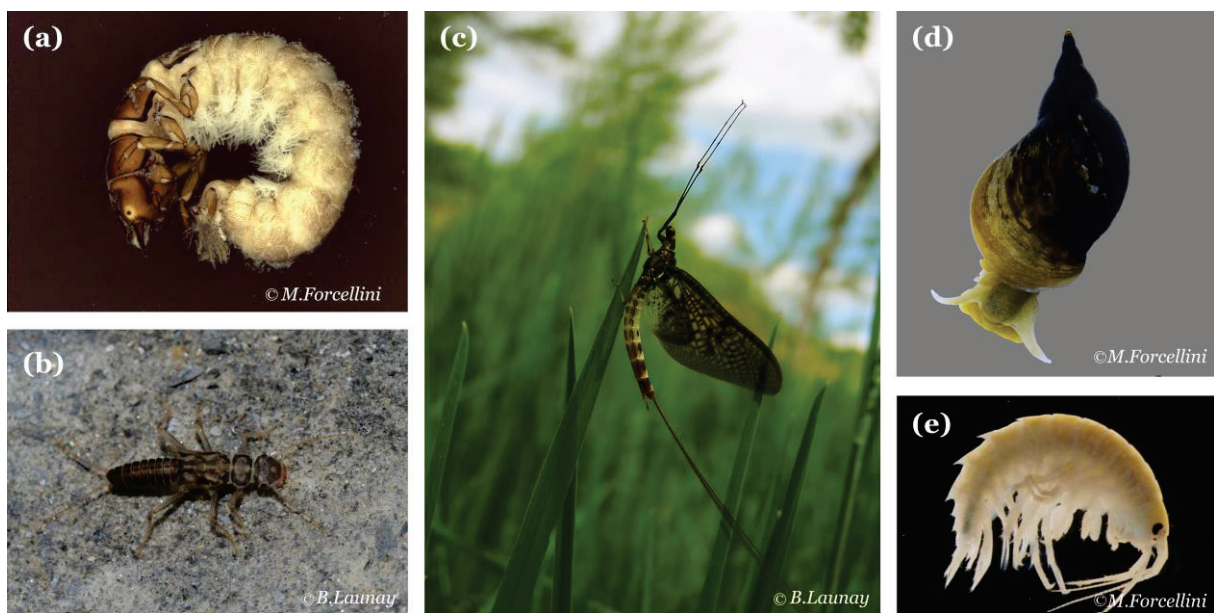 (a)
© M.Forcellini
(b)
© B.Launay
(c)
© B.Launay
(d)
©M.Forcellini
(e)
©M.Forcellini